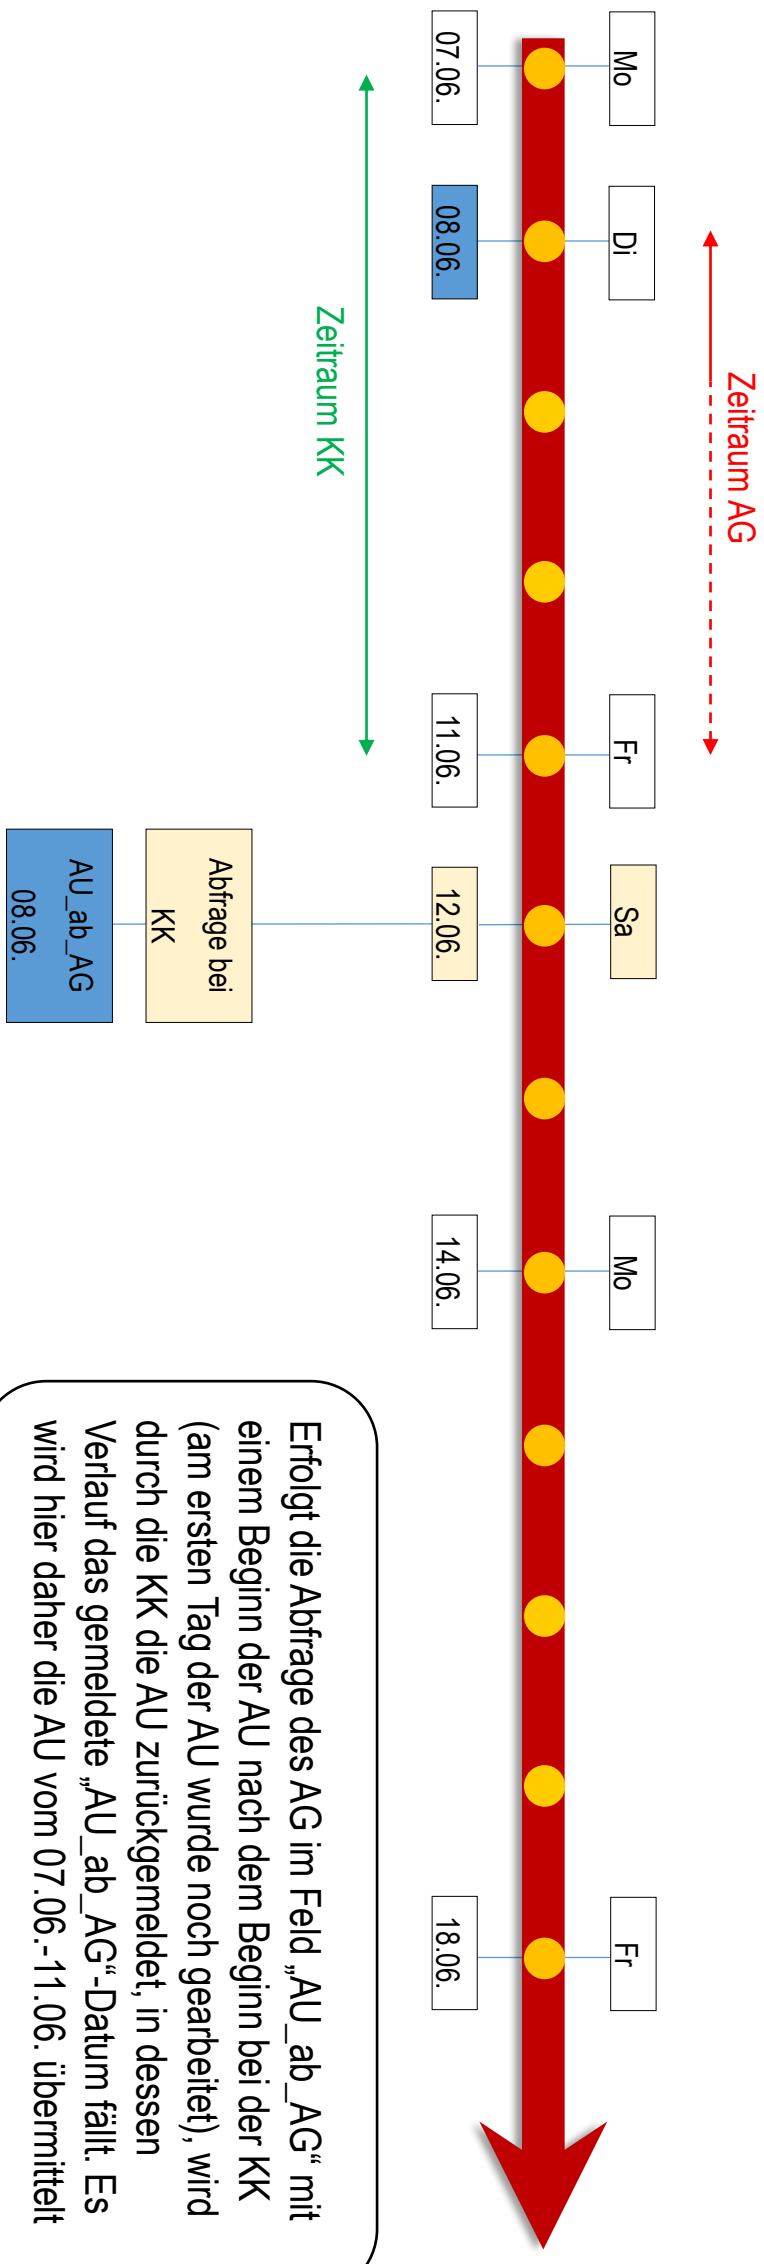 Zeitraum AG
Mo
Di
Fr
Sa
Mo
Fr
07.06.
08.06.
11.06.
12.06.
14.06.
18.06.
Zeitraum KK
Abfrage bei
KK
AU_ab_AG
08.06.
Erfolgt die Abfrage des AG im Feld „AU_ab_AG“ mit
einem Beginn der AU nach dem Beginn bei der KK
(am ersten Tag der AU wurde noch gearbeitet), wird
durch die KK die AU zurückgemeldet, in dessen
Verlauf das gemeldete „AU_ab_AG“-Datum fällt. Es
wird hier daher die AU vom 07.06.-11.06. übermittelt